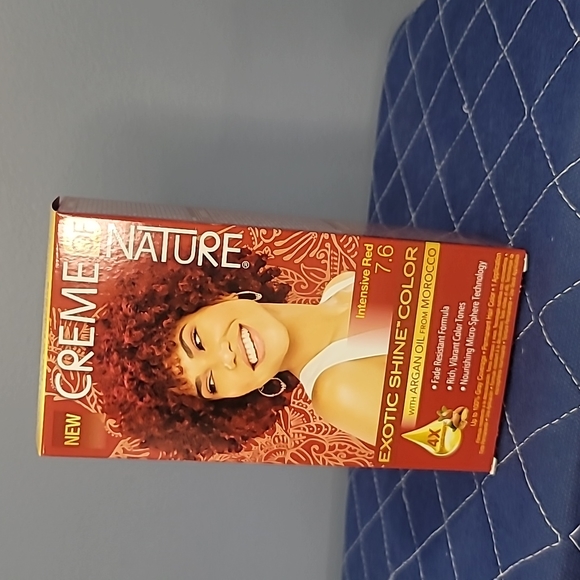 NEW
CREME OF
NATURE®
Intensive Red
7.6
EXOTIC SHINE™ COLOR
WITH ARGAN OIL FROM MOROCCO
4X
• Fade Resistant Formula
• Rich, Vibrant Color Tones
• Nourishing Micro-Sphere Technology